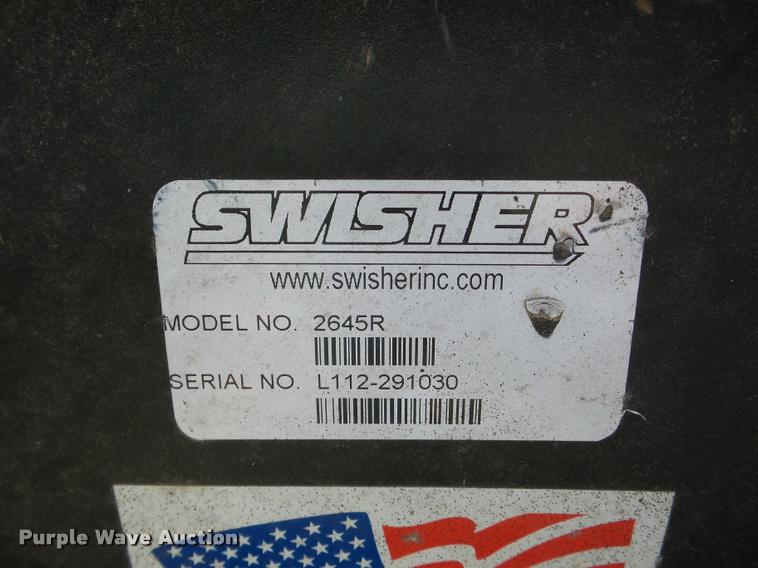 SWISHER
www.swisherinc.com
MODEL NO. 2645R
SERIAL NO. L112-291030
Purple Wave Auction